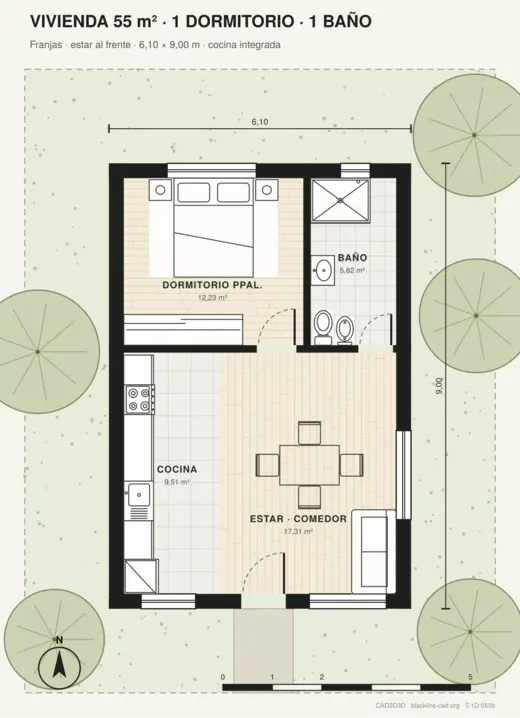 VIVIENDA 55 m² · 1 DORMITORIO · 1 BAÑO
Franjas · estar al frente · 6,10 × 9,00 m · cocina integrada
6,10
BAÑO
5,82 m²
DORMITORIO PPAL.
12,23 m²
9,00
COCINA
9,51 m²
ESTAR · COMEDOR
17,31 m²
N
0 1 2 5
CAD2D3D · blackline-cad.org · T-1D-055b